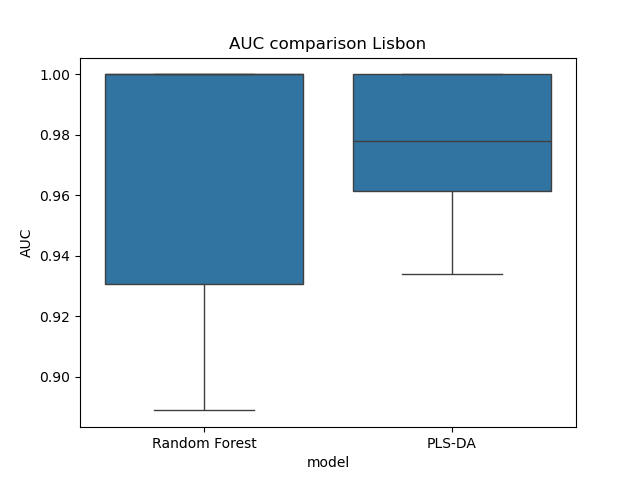 AUC comparison Lisbon
1.00
0.98
0.96
0.94
0.92
0.90
AUC
Random Forest
PLS-DA
model